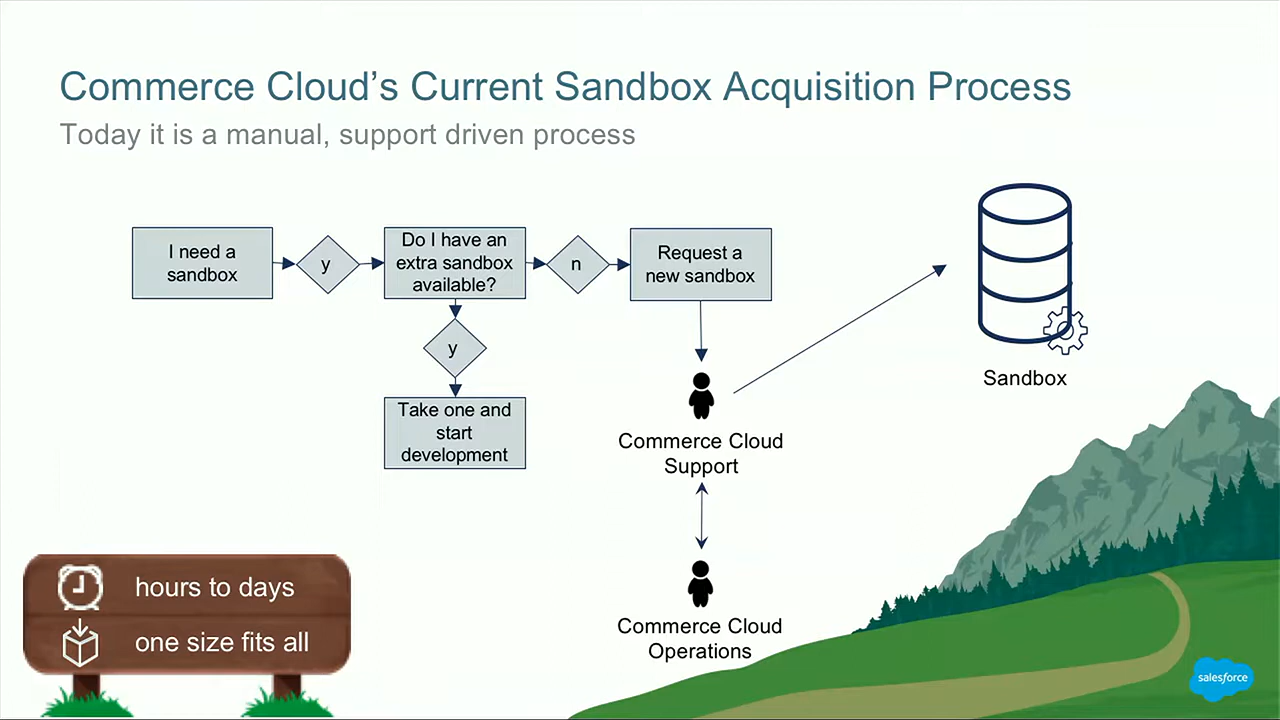 Commerce Cloud’s Current Sandbox Acquisition Process
Today it is a manual, support driven process
I need a
sandbox
y
Do I have an
extra sandbox
available?
n
Request a
new sandbox
y
Take one and
start
development
Commerce Cloud
Support
Commerce Cloud
Operations
Sandbox
hours to days
one size fits all
salesforce